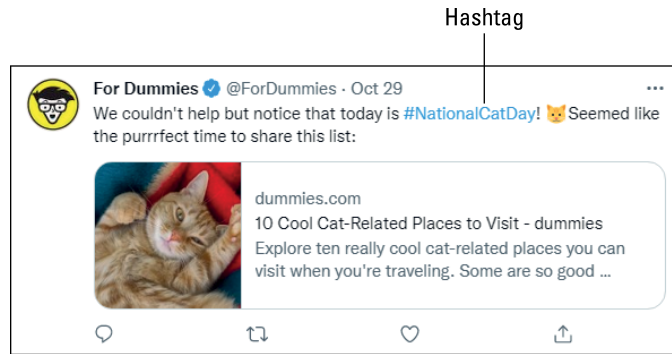 Hashtag
For Dummies @ForDummies · Oct 29
We couldn't help but notice that today is #NationalCatDay! 😺Seemed like
the purrrfect time to share this list:
dummies.com
10 Cool Cat-Related Places to Visit - dummies
Explore ten really cool cat-related places you can
visit when you're traveling. Some are so good ...